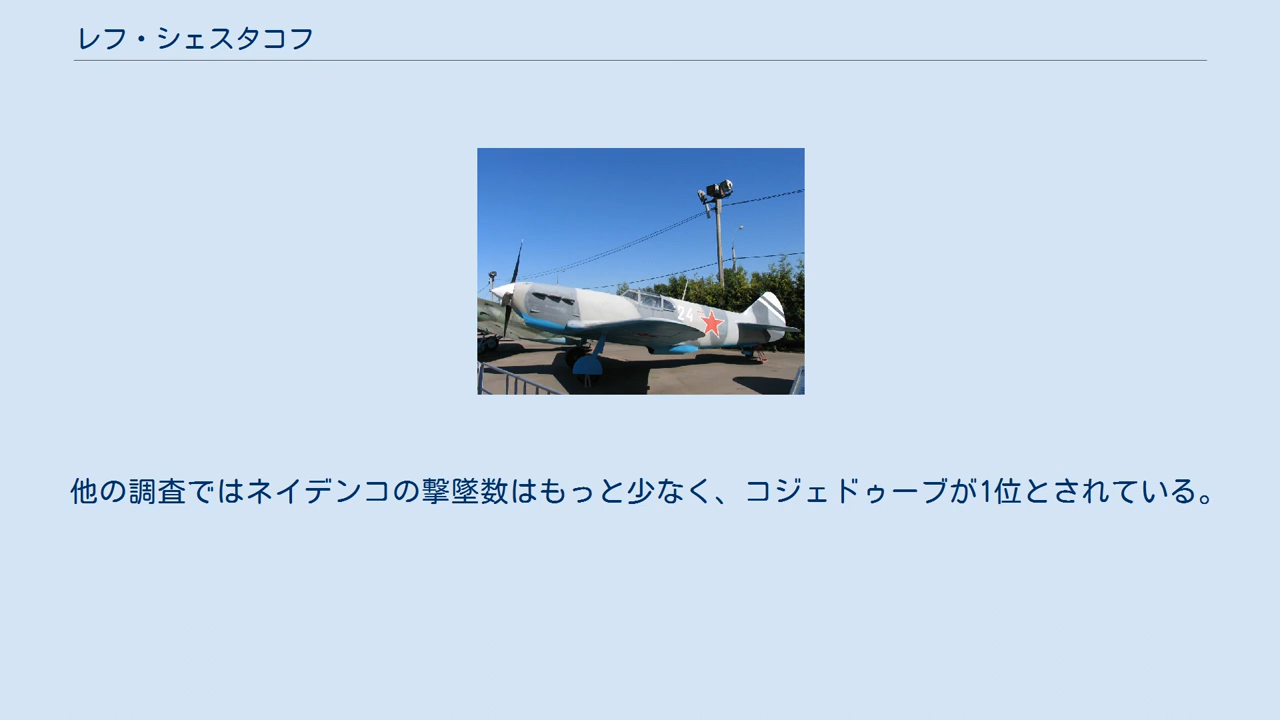 レフ・シェスタコフ
24
他の調査ではネイデンコの撃墜数はもっと少なく、コジェドゥーブが1位とされている。